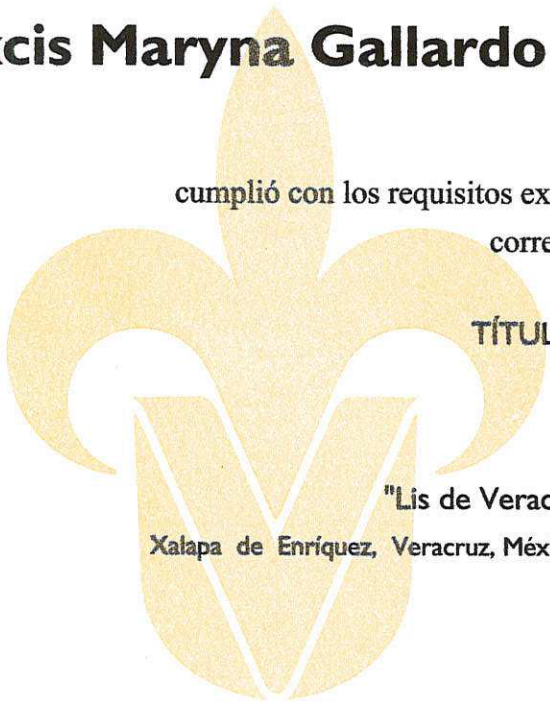 xcis Maryna Gallardo
cumplió con los requisitos ex
corre
TÍTUL
"Lis de Verac
Xalapa de Enríquez, Veracruz, Méx